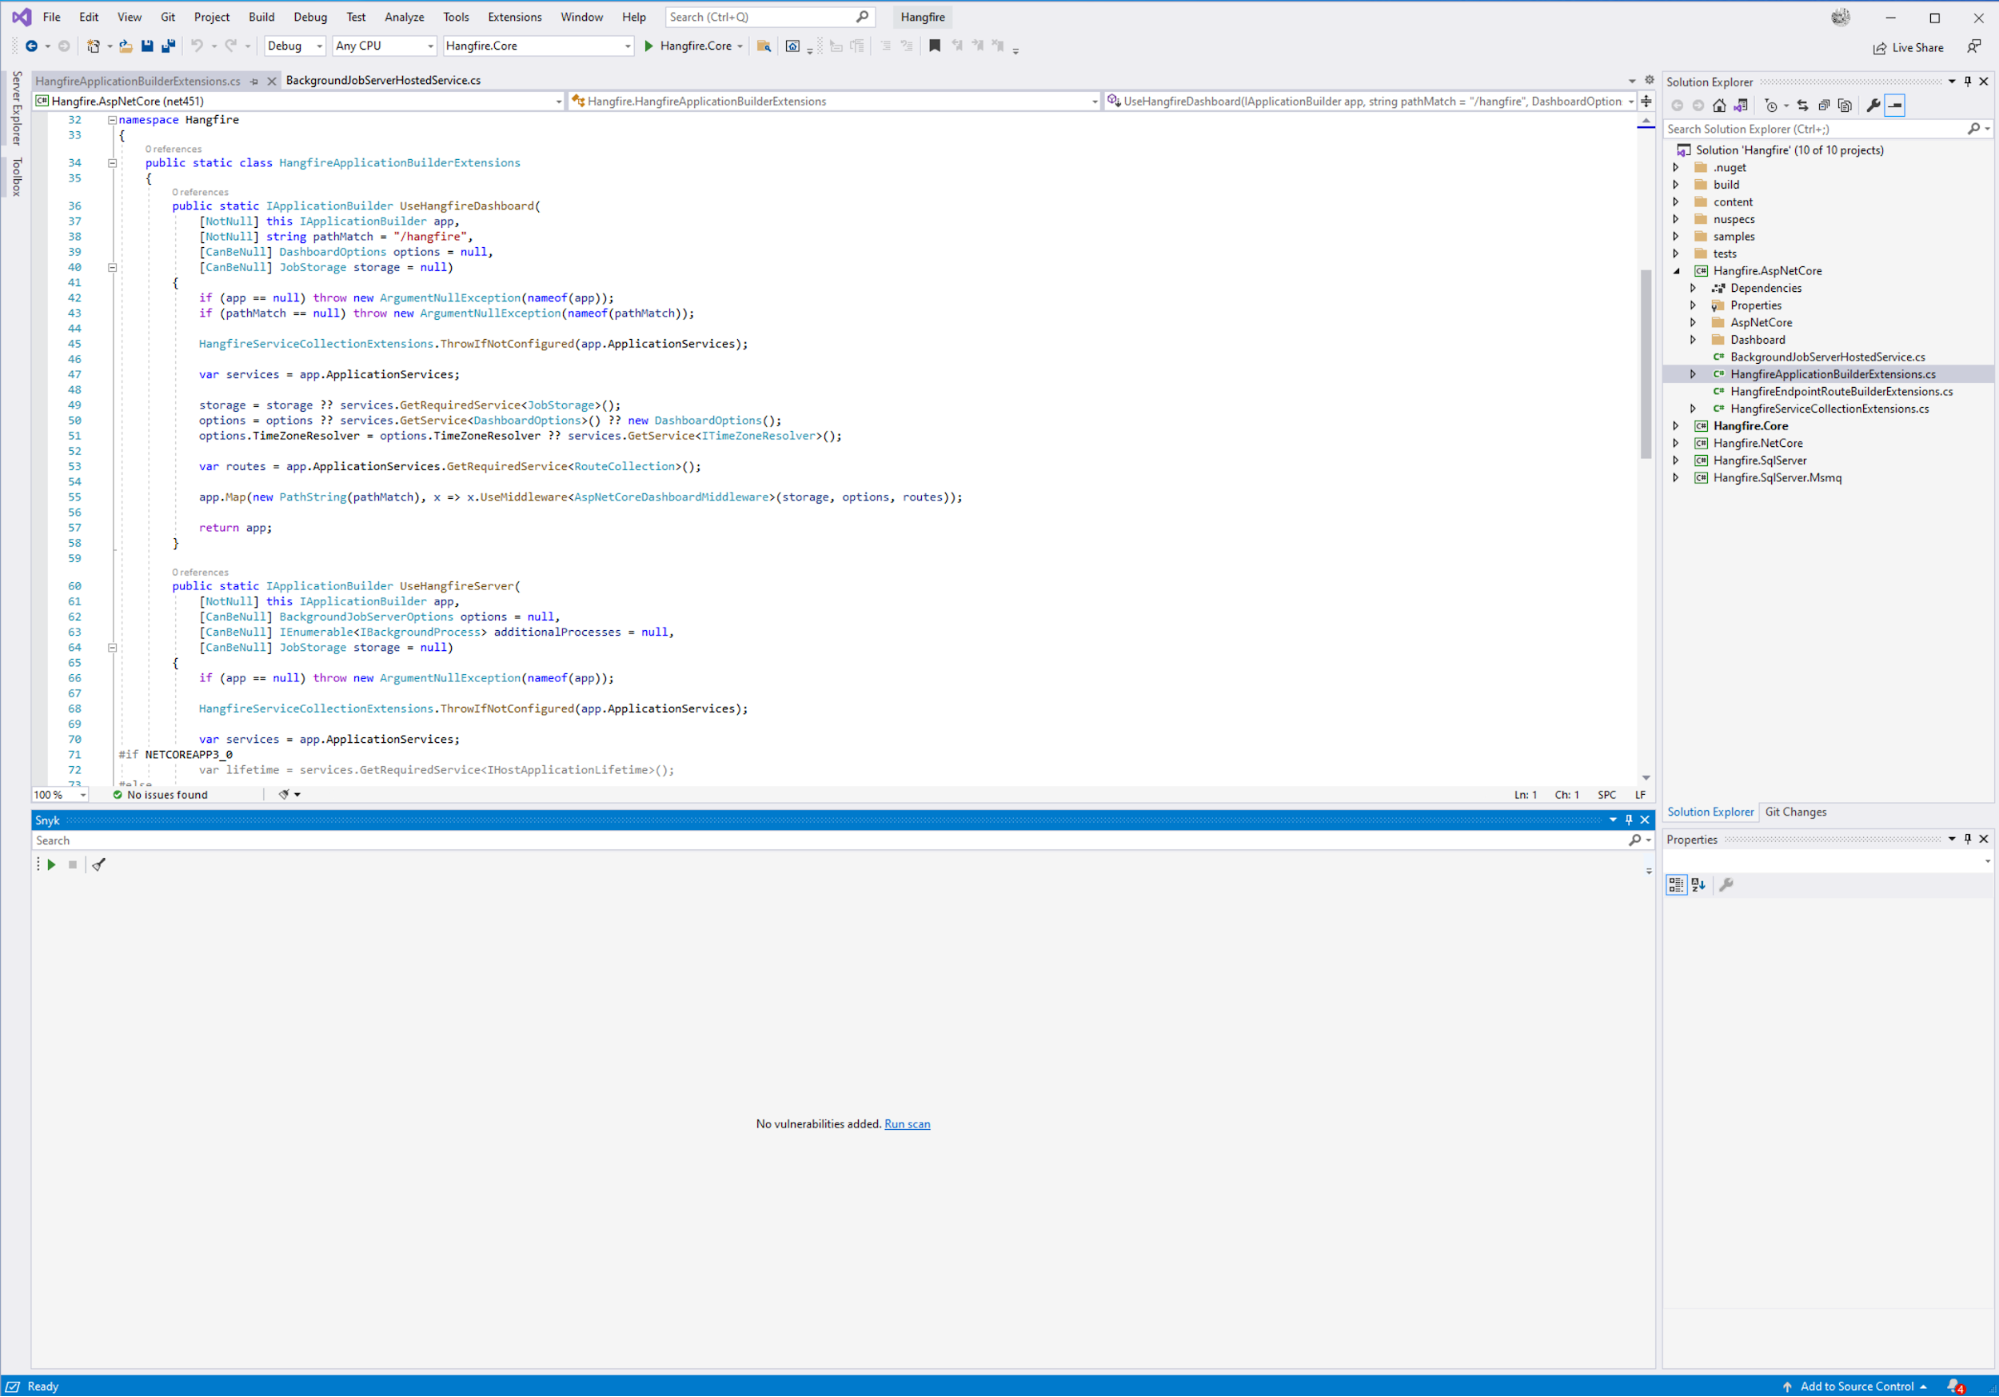 File Edit View Git Project Build Debug Test Analyze Tools Extensions Window Help Search (Ctrl+Q) Hangfire
Debug Any CPU Hangfire.Core Hangfire.Core Live Share
Server Explorer
Toolbox
HangfireApplicationBuilderExtensions.cs BackgroundJobServerHostedService.cs
Hangfire.AspNetCore (net451) Hangfire.HangfireApplicationBuilderExtensions UseHangfireDashboard(IApplicationBuilder app, string pathMatch = "/hangfire", DashboardOption
32 namespace Hangfire
33 {
0 references
34 public static class HangfireApplicationBuilderExtensions
35 {
0 references
36 public static IApplicationBuilder UseHangfireDashboard(
37 [NotNull] this IApplicationBuilder app,
38 [NotNull] string pathMatch = "/hangfire",
39 [CanBeNull] DashboardOptions options = null,
40 [CanBeNull] JobStorage storage = null)
41 {
42 if (app == null) throw new ArgumentNullException(nameof(app));
43 if (pathMatch == null) throw new ArgumentNullException(nameof(pathMatch));
44
45 HangfireServiceCollectionExtensions.ThrowIfNotConfigured(app.ApplicationServices);
46
47 var services = app.ApplicationServices;
48
49 storage = storage ?? services.GetRequiredService<JobStorage>();
50 options = options ?? services.GetService<DashboardOptions>() ?? new DashboardOptions();
51 options.TimeZoneResolver = options.TimeZoneResolver ?? services.GetService<ITimeZoneResolver>();
52
53 var routes = app.ApplicationServices.GetRequiredService<RouteCollection>();
54
55 app.Map(new PathString(pathMatch), x => x.UseMiddleware<AspNetCoreDashboardMiddleware>(storage, options, routes));
56
57 return app;
58 }
59
0 references
60 public static IApplicationBuilder UseHangfireServer(
61 [NotNull] this IApplicationBuilder app,
62 [CanBeNull] BackgroundJobServerOptions options = null,
63 [CanBeNull] IEnumerable<IBackgroundProcess> additionalProcesses = null,
64 [CanBeNull] JobStorage storage = null)
65 {
66 if (app == null) throw new ArgumentNullException(nameof(app));
67
68 HangfireServiceCollectionExtensions.ThrowIfNotConfigured(app.ApplicationServices);
69
70 var services = app.ApplicationServices;
71 #if NETCOREAPP3_0
72 var lifetime = services.GetRequiredService<IHostApplicationLifetime>();
73 #else
100 % No issues found Ln: 1 Ch: 1 SPC LF
Snyk
Search
No vulnerabilities added. Run scan
Solution Explorer
Search Solution Explorer (Ctrl+;)
Solution 'Hangfire' (10 of 10 projects)
.nuget
build
content
nuspecs
samples
tests
C# Hangfire.AspNetCore
Dependencies
Properties
AspNetCore
Dashboard
C# BackgroundJobServerHostedService.cs
C# HangfireApplicationBuilderExtensions.cs
C# HangfireEndpointRouteBuilderExtensions.cs
C# HangfireServiceCollectionExtensions.cs
C# Hangfire.Core
C# Hangfire.NetCore
C# Hangfire.SqlServer
C# Hangfire.SqlServer.Msmq
Solution Explorer Git Changes
Properties
Ready Add to Source Control 4